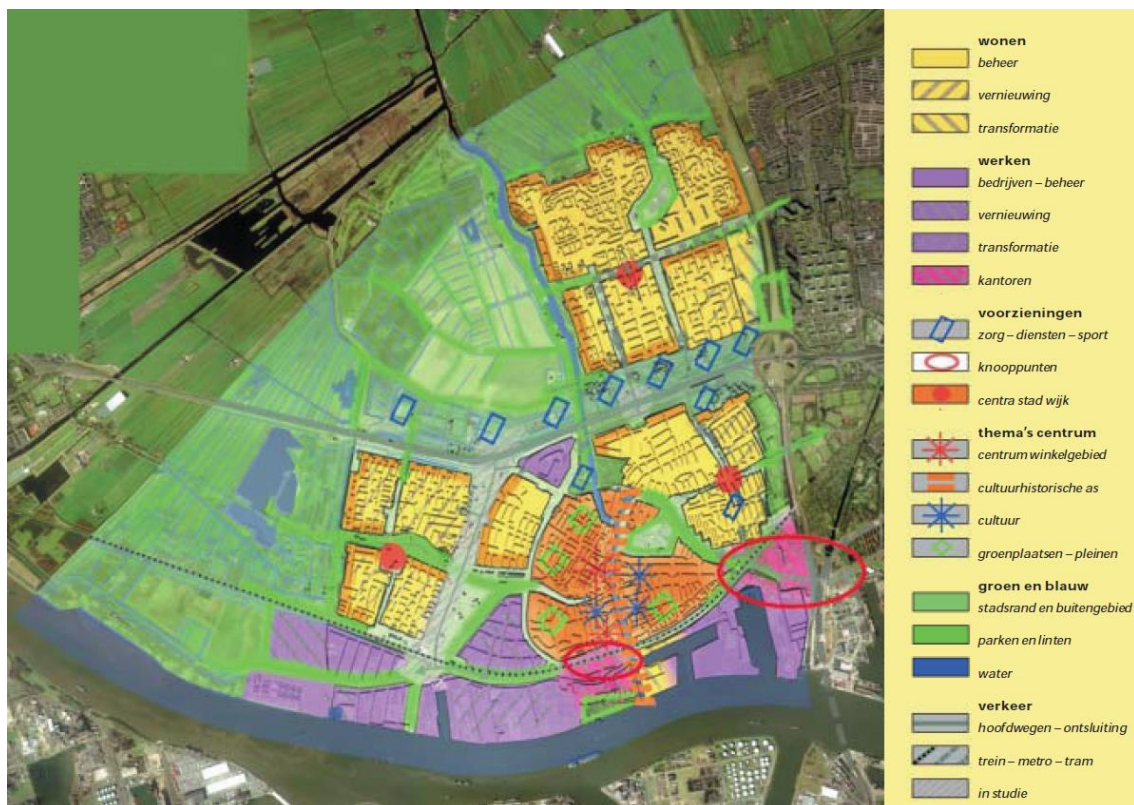 wonen
beheer
vernieuwing
transformatie
werken
bedrijven – beheer
vernieuwing
transformatie
kantoren
voorzieningen
zorg – diensten – sport
knooppunten
centra stad wijk
thema's centrum
centrum winkelgebied
cultuurhistorische as
cultuur
groenplaatsen – pleinen
groen en blauw
stadsrand en buitengebied
parken en linten
water
verkeer
hoofdwegen – ontsluiting
trein – metro – tram
in studie